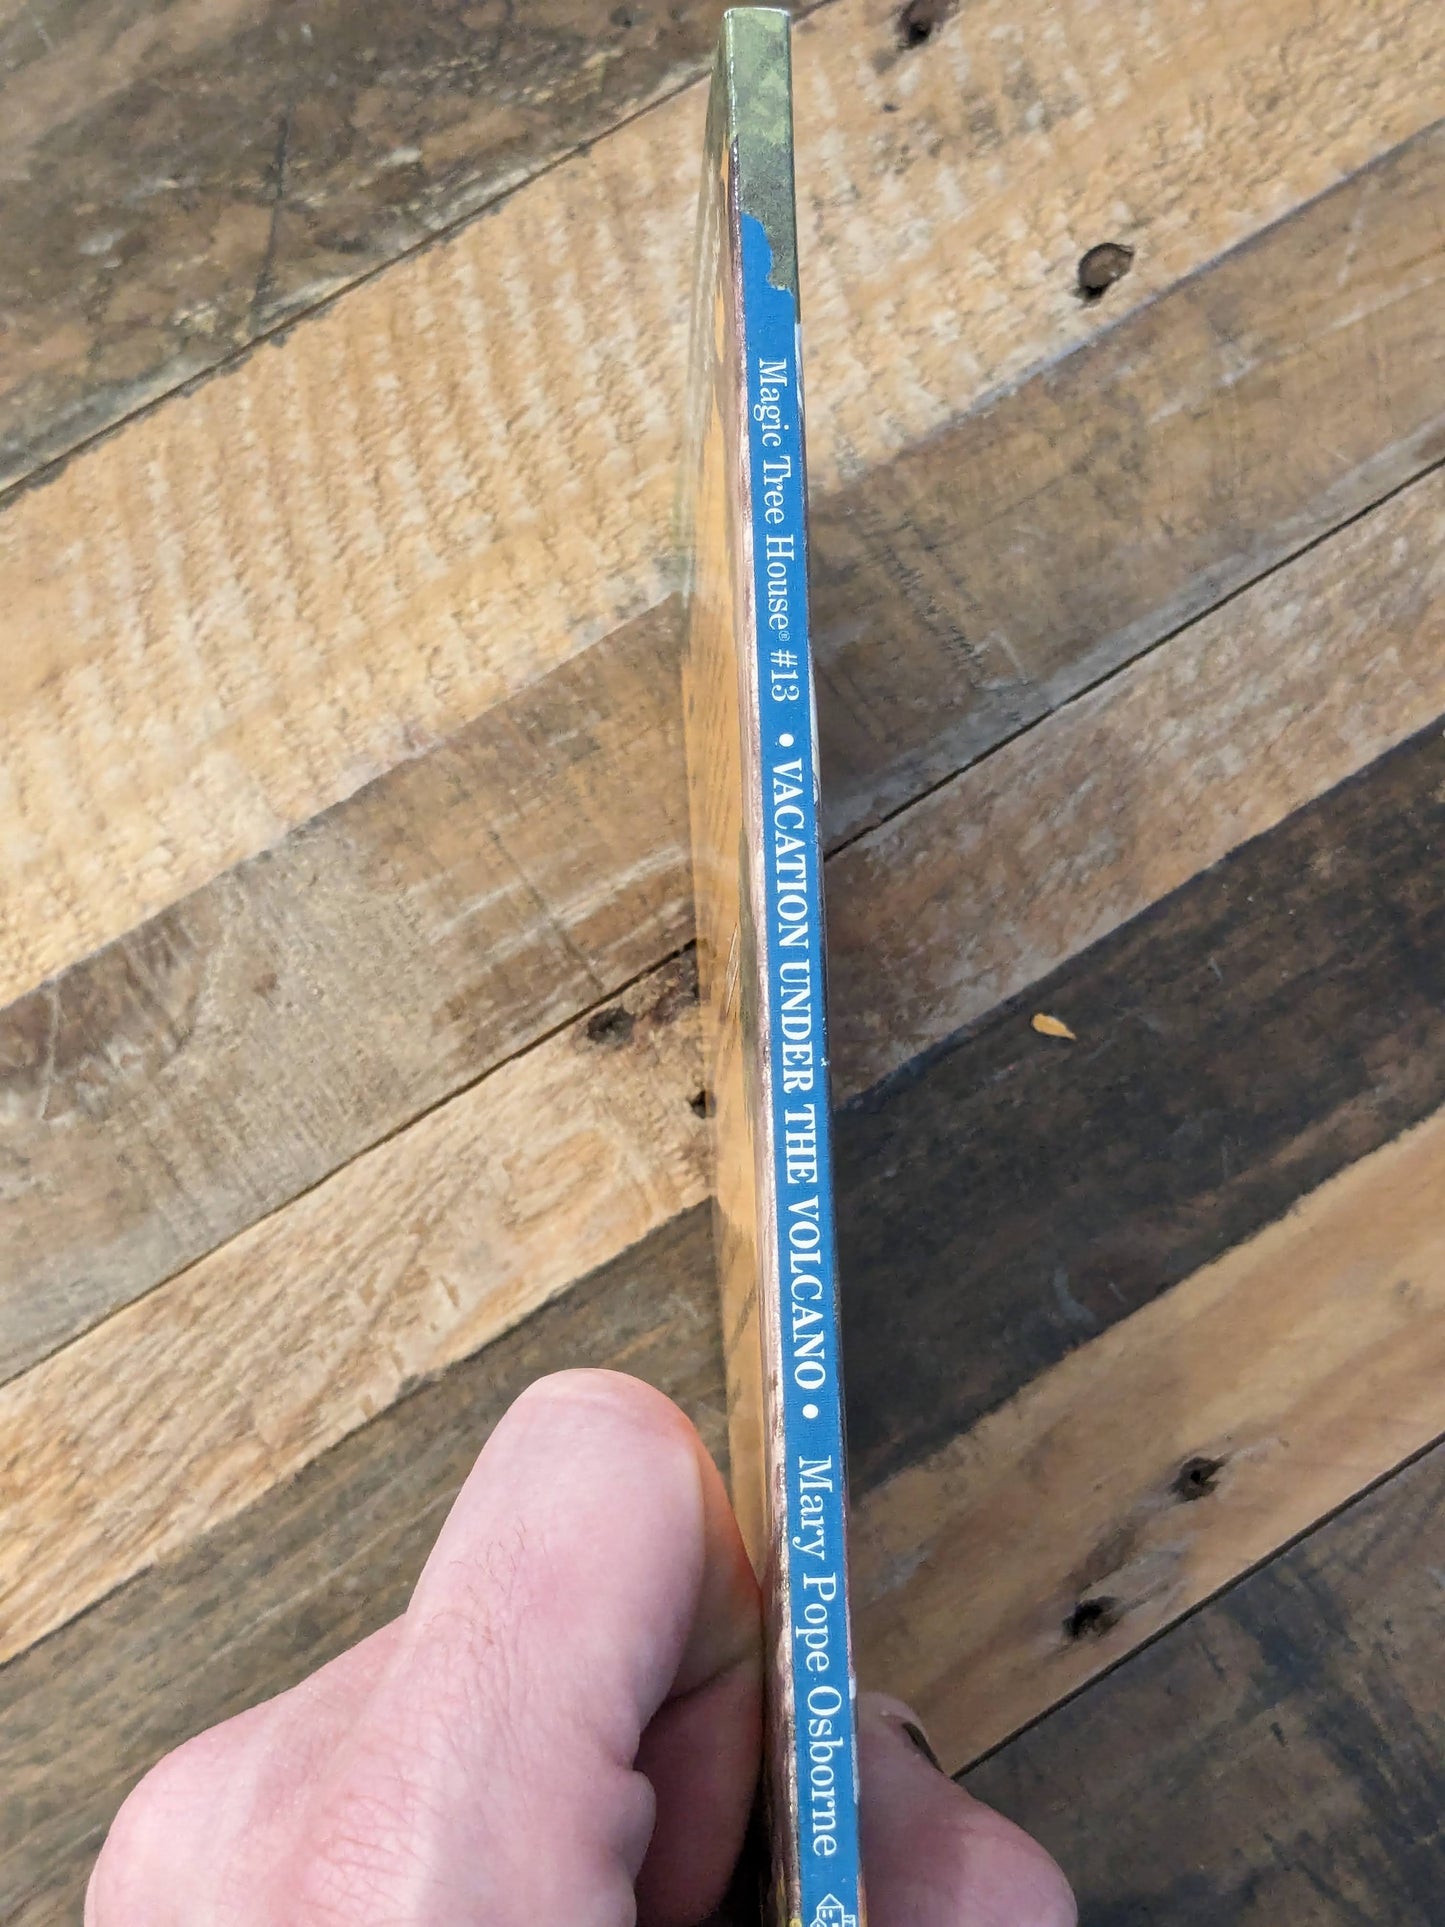 Magic Tree House® #13 • VACATION UNDER THE VOLCANO • Mary Pope Osborne